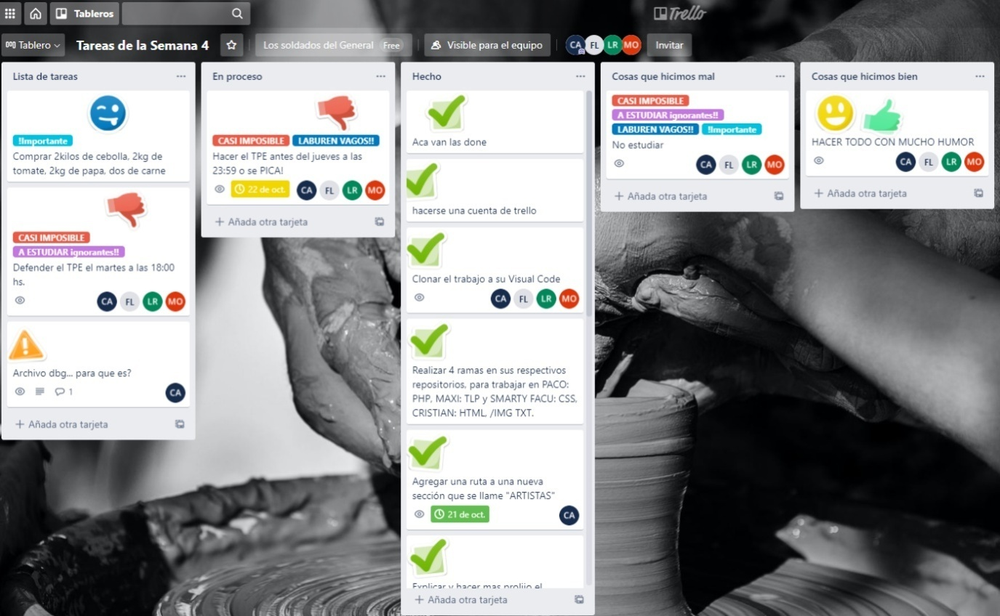 Tableros
Trello
Tablero
Tareas de la Semana 4
Los soldados del General Free
Visible para el equipo
CA FL LR MO
Invitar
Lista de tareas
!Importante
Comprar 2kilos de cebolla, 2kg de
tomate, 2kg de papa, dos de carne
CASI IMPOSIBLE
A ESTUDIAR ignorantes!!
Defender el TPE el martes a las 18:00
hs.
CA FL LR MO
Archivo dbg... para que es?
1
CA
+ Añada otra tarjeta
En proceso
CASI IMPOSIBLE LABUREN VAGOS!!
Hacer el TPE antes del jueves a las
23:59 o se PICA!
22 de oct. CA FL LR MO
+ Añada otra tarjeta
Hecho
Aca van las done
hacerse una cuenta de trello
Clonar el trabajo a su Visual Code
CA FL LR MO
Realizar 4 ramas en sus respectivos
repositorios, para trabajar en PACO:
PHP, MAXI: TLP y SMARTY FACU: CSS,
CRISTIAN: HTML, /IMG TXT.
Agregar una ruta a una nueva
sección que se llame "ARTISTAS"
21 de oct. CA
Explicar y hacer mas prolijo el
+ Añada otra tarjeta
Cosas que hicimos mal
CASI IMPOSIBLE
A ESTUDIAR ignorantes!!
LABUREN VAGOS!! !Importante
No estudiar
CA FL LR MO
+ Añada otra tarjeta
Cosas que hicimos bien
HACER TODO CON MUCHO HUMOR
CA FL LR MO
+ Añada otra tarjeta